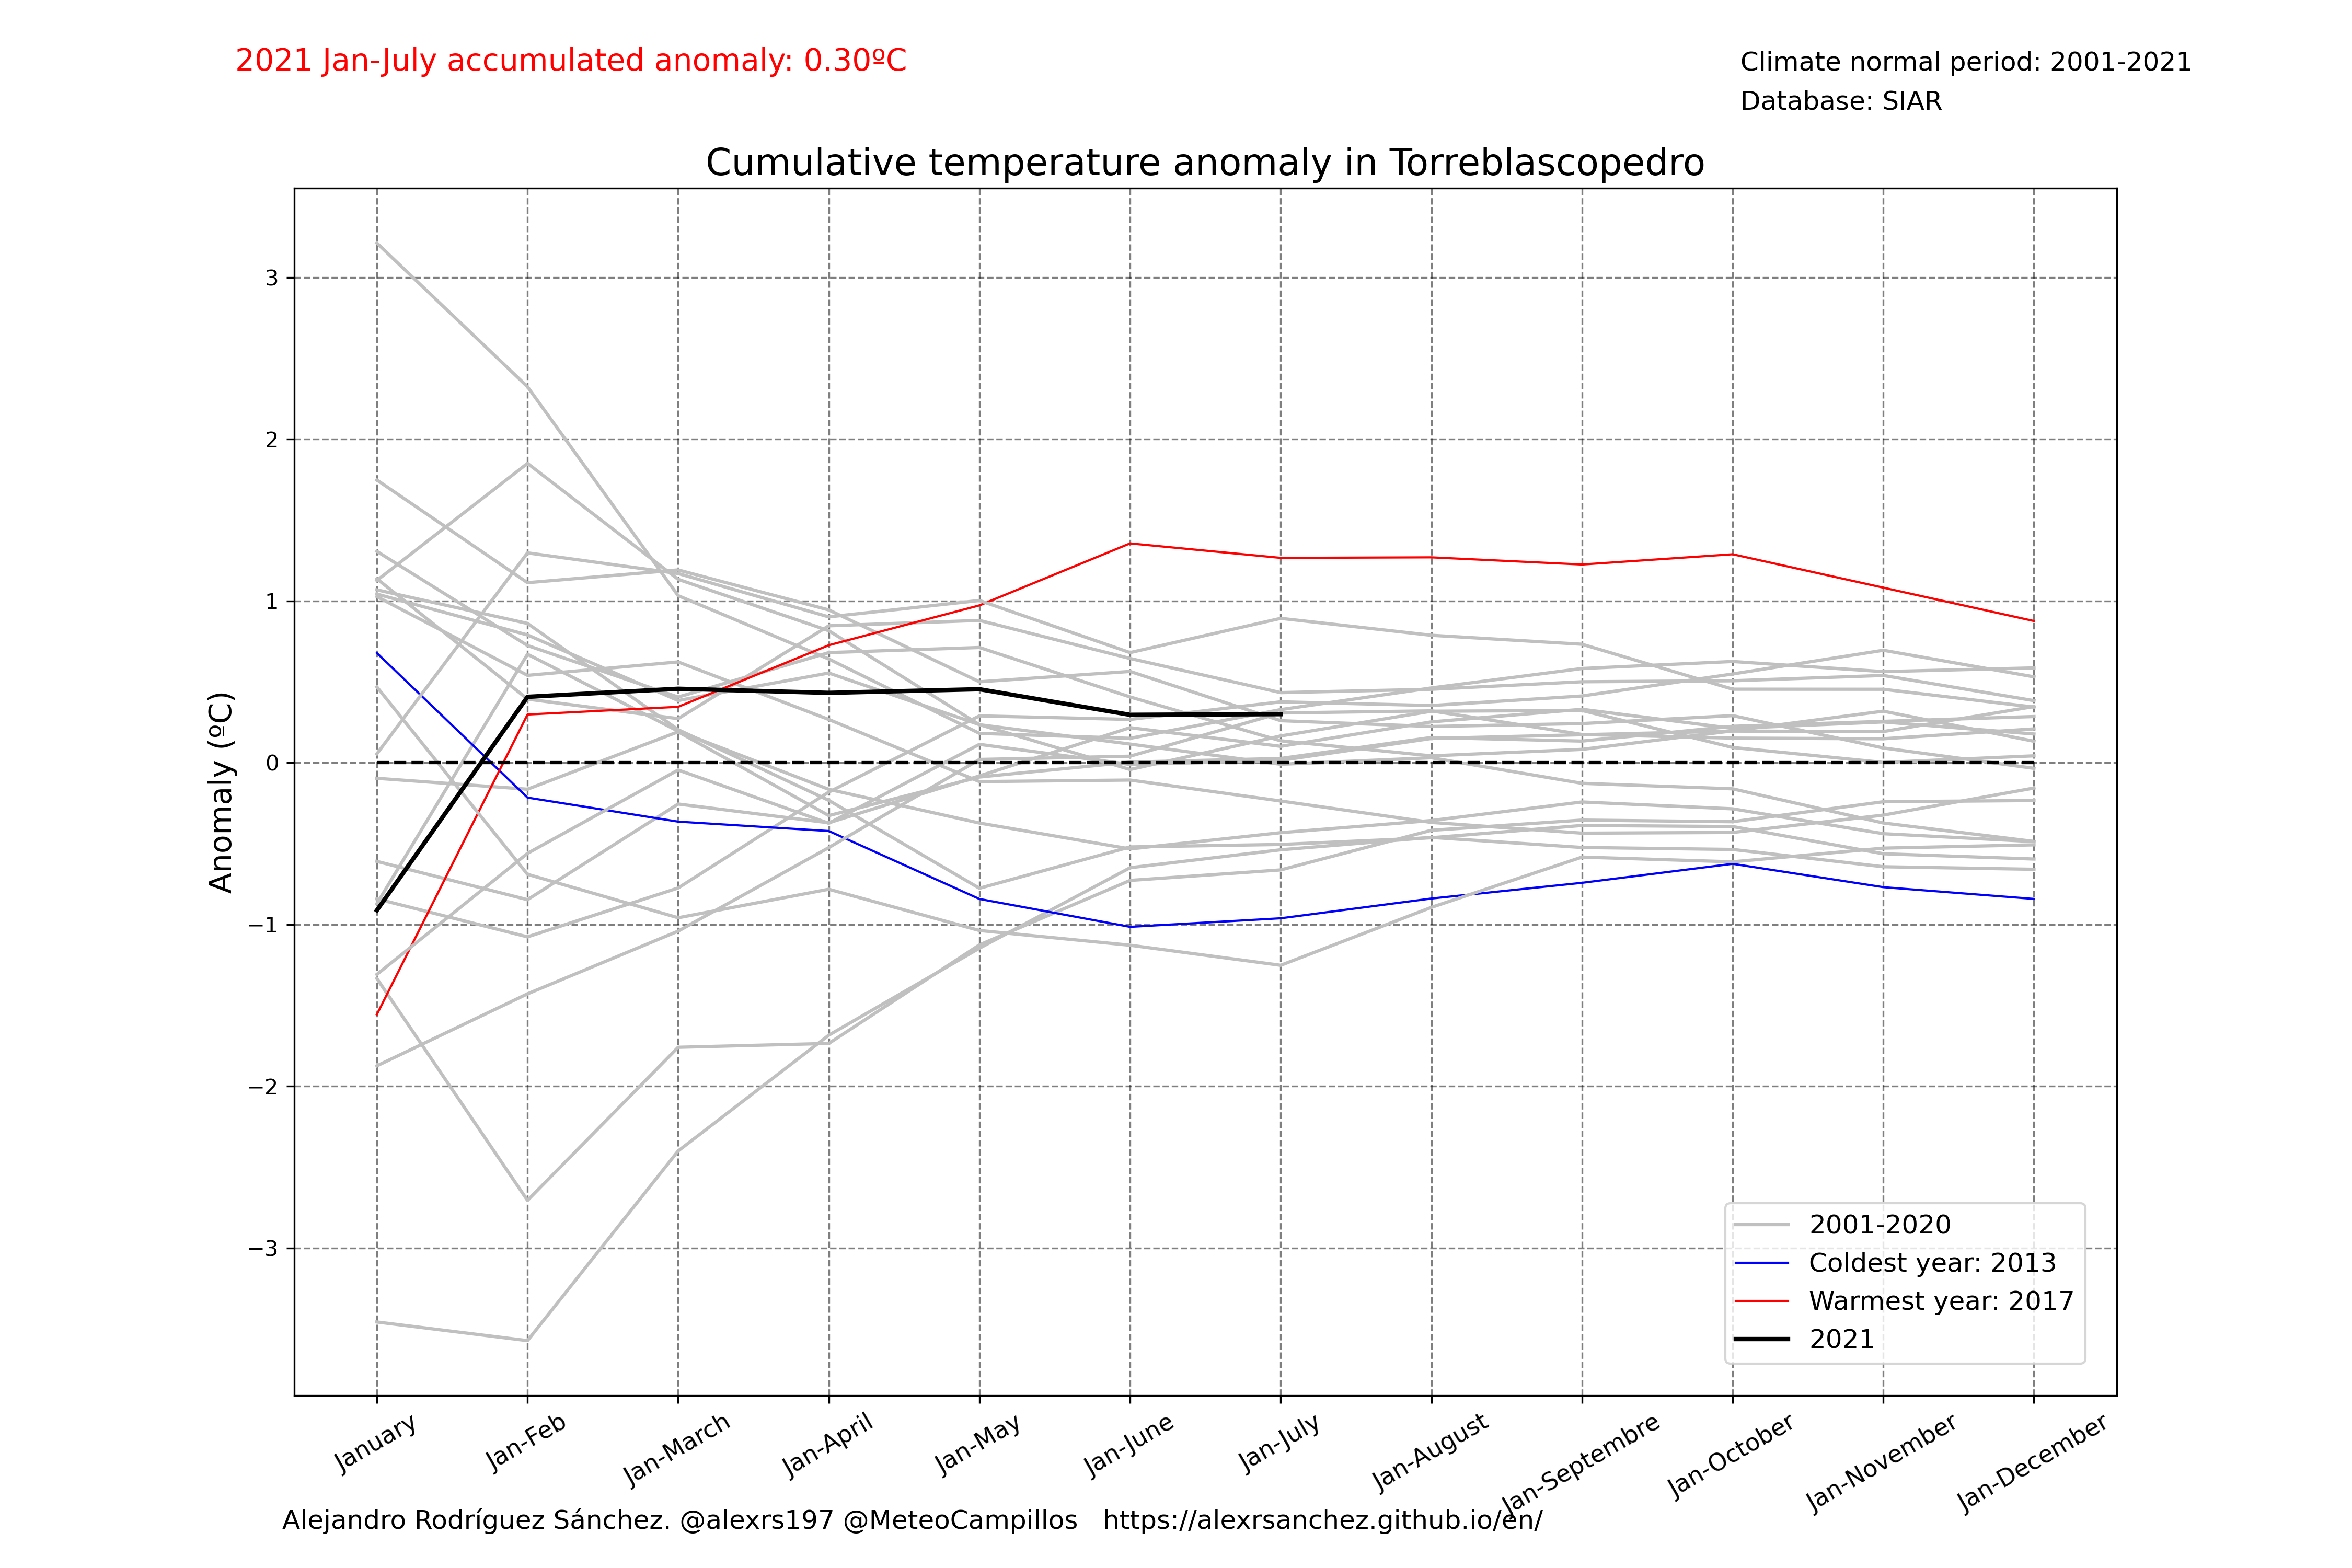 2021 Jan-July accumulated anomaly: 0.30ºC
Climate normal period: 2001-2021
Database: SIAR
Cumulative temperature anomaly in Torreblascopedro
Anomaly (ºC)
3
2
1
0
−1
−2
−3
2001-2020
Coldest year: 2013
Warmest year: 2017
2021
January
Jan-Feb
Jan-March
Jan-April
Jan-May
Jan-June
Jan-July
Jan-August
Jan-Septembre
Jan-October
Jan-November
Jan-December
Alejandro Rodríguez Sánchez. @alexrs197 @MeteoCampillos https://alexrsanchez.github.io/en/